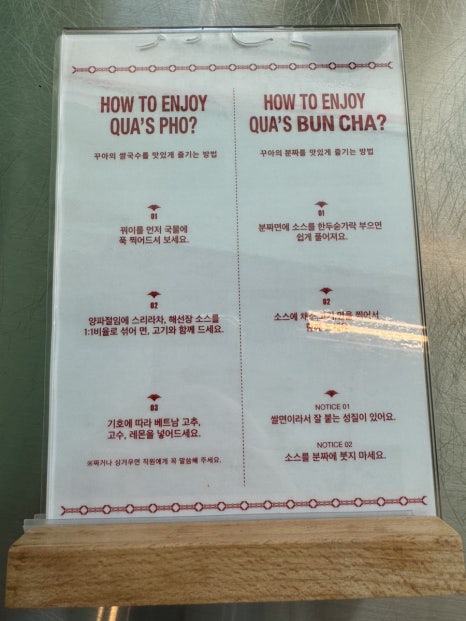 HOW TO ENJOY
QUA'S PHO?
꾸아의 쌀국수를 맛있게 즐기는 방법
01
꿔이를 먼저 국물에
푹 찍어드셔 보세요.
02
양파절임에 스리라차, 해선장 소스를
1:1비율로 섞어 면, 고기와 함께 드세요.
03
기호에 따라 베트남 고추,
고수, 레몬을 넣어드세요.
※짜거나 싱거우면 직원에게 꼭 말씀해 주세요.
HOW TO ENJOY
QUA'S BUN CHA?
꾸아의 분짜를 맛있게 즐기는 방법
01
분짜면에 소스를 한두숟가락 부으면
쉽게 풀어져요.
02
소스에 찍어서
NOTICE 01
쌀면이라서 잘 붙는 성질이 있어요.
NOTICE 02
소스를 분짜에 붓지 마세요.